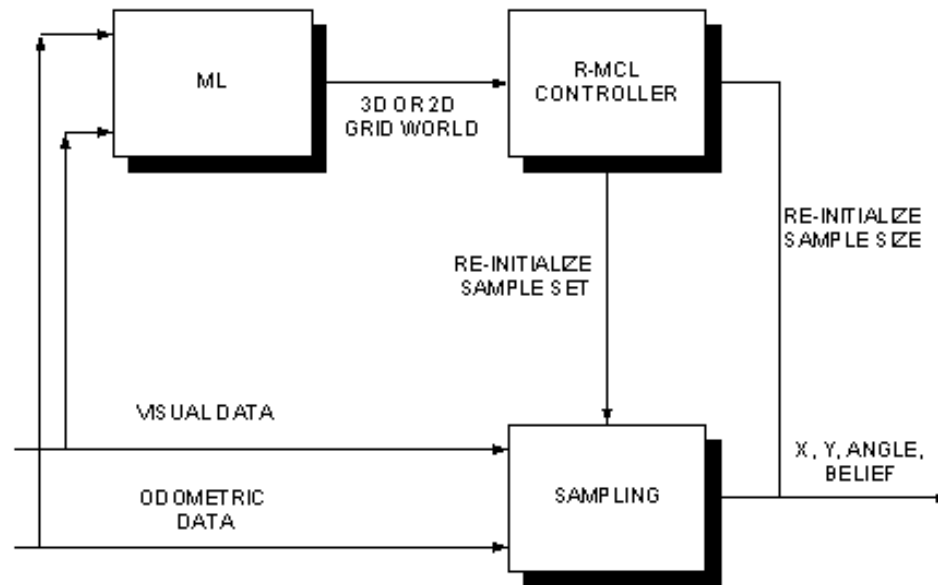 ML
R-MCL
CONTROLLER
3D OR 2D
GRID WORLD
RE-INITIALIZE
SAMPLE SIZE
RE-INITIALIZE
SAMPLE SET
VISUAL DATA
X, Y, ANGLE,
BELIEF
ODOMETRIC
DATA
SAMPLING